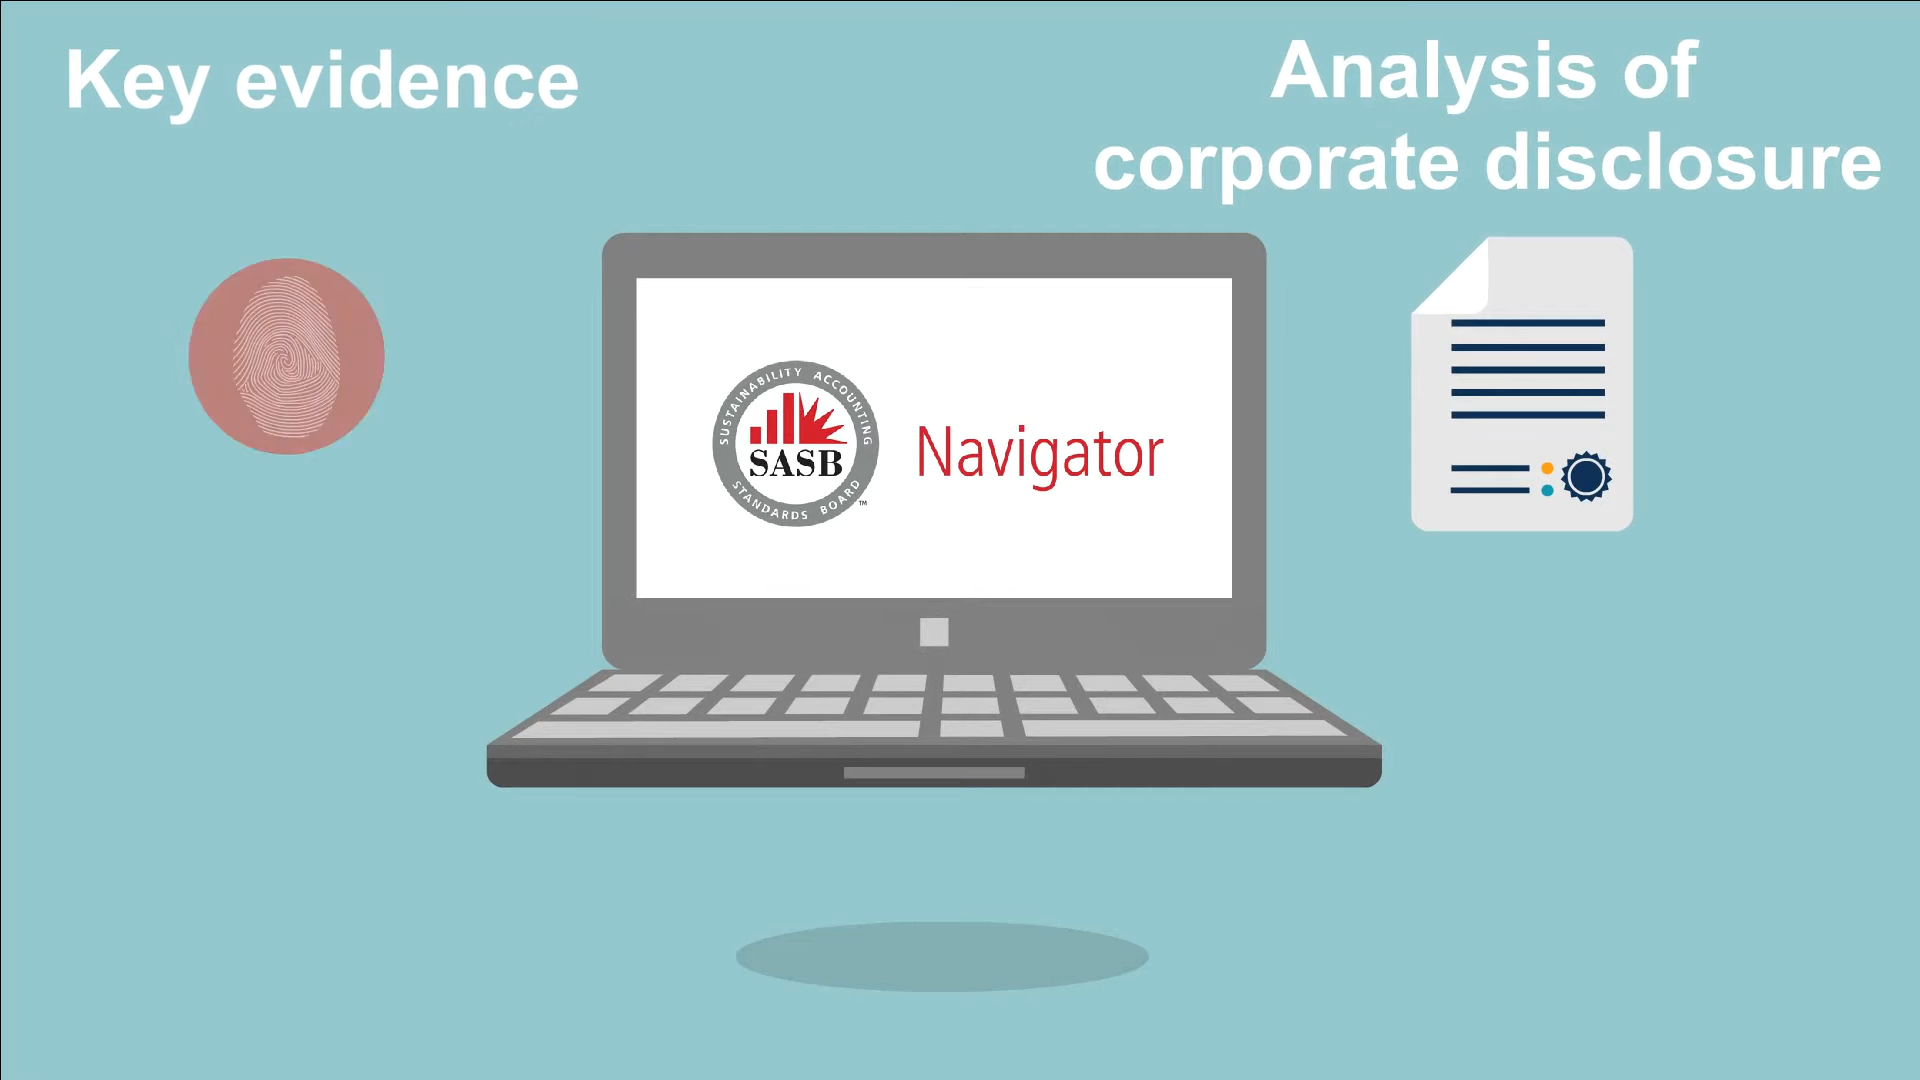 Key evidence
Analysis of
corporate disclosure
SUSTAINABILITY ACCOUNTING
SASB
STANDARDS BOARD
™
Navigator